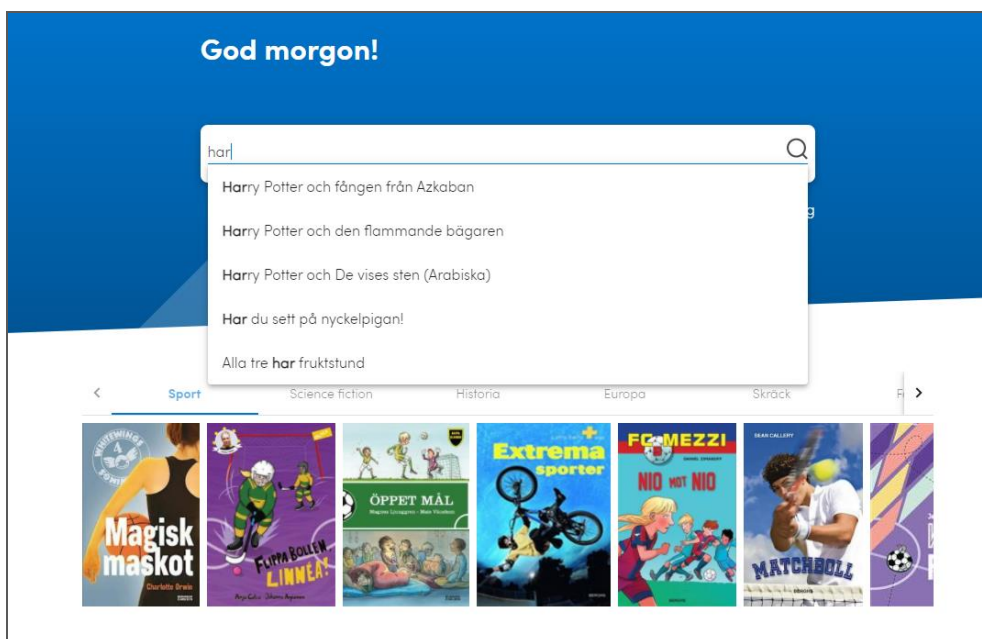 God morgon!
har
Harry Potter och fången från Azkaban
Harry Potter och den flammande bägaren
g
Harry Potter och De vises sten (Arabiska)
Har du sett på nyckelpigan!
Alla tre har fruktstund
Sport
Science fiction
Historia
Europa
Skräck
WHITEWINGS
4
Magisk
maskot
Charlotte Orwin
FLIPPA BOLLEN,
LINNEA!
ÖPPET MÅL
Extrema
sporter
FC MEZZI
NIO MOT NIO
SEAN CALLERY
MATCHBOLL